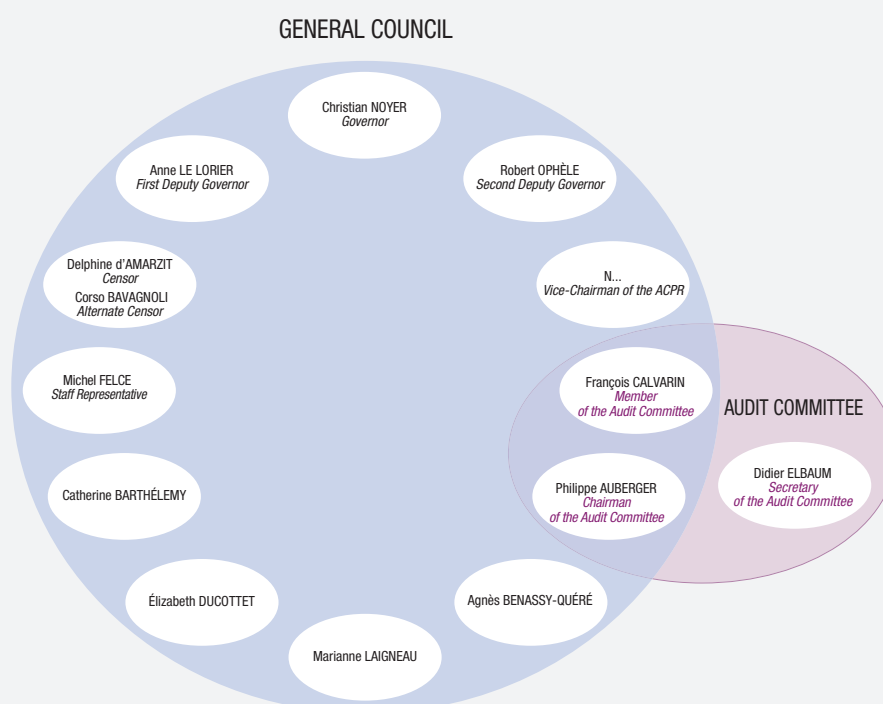 GENERAL COUNCIL
Christian NOYER
Governor
Anne LE LORIER
First Deputy Governor
Robert OPHÈLE
Second Deputy Governor
Delphine d'AMARZIT
Censor
Corso BAVAGNOLI
Alternate Censor
N...
Vice-Chairman of the ACPR
Michel FELCE
Staff Representative
François CALVARIN
Member
of the Audit Committee
AUDIT COMMITTEE
Didier ELBAUM
Secretary
of the Audit Committee
Catherine BARTHÉLEMY
Philippe AUBERGER
Chairman
of the Audit Committee
Élizabeth DUCOTTET
Agnès BENASSY-QUÉRÉ
Marianne LAIGNEAU